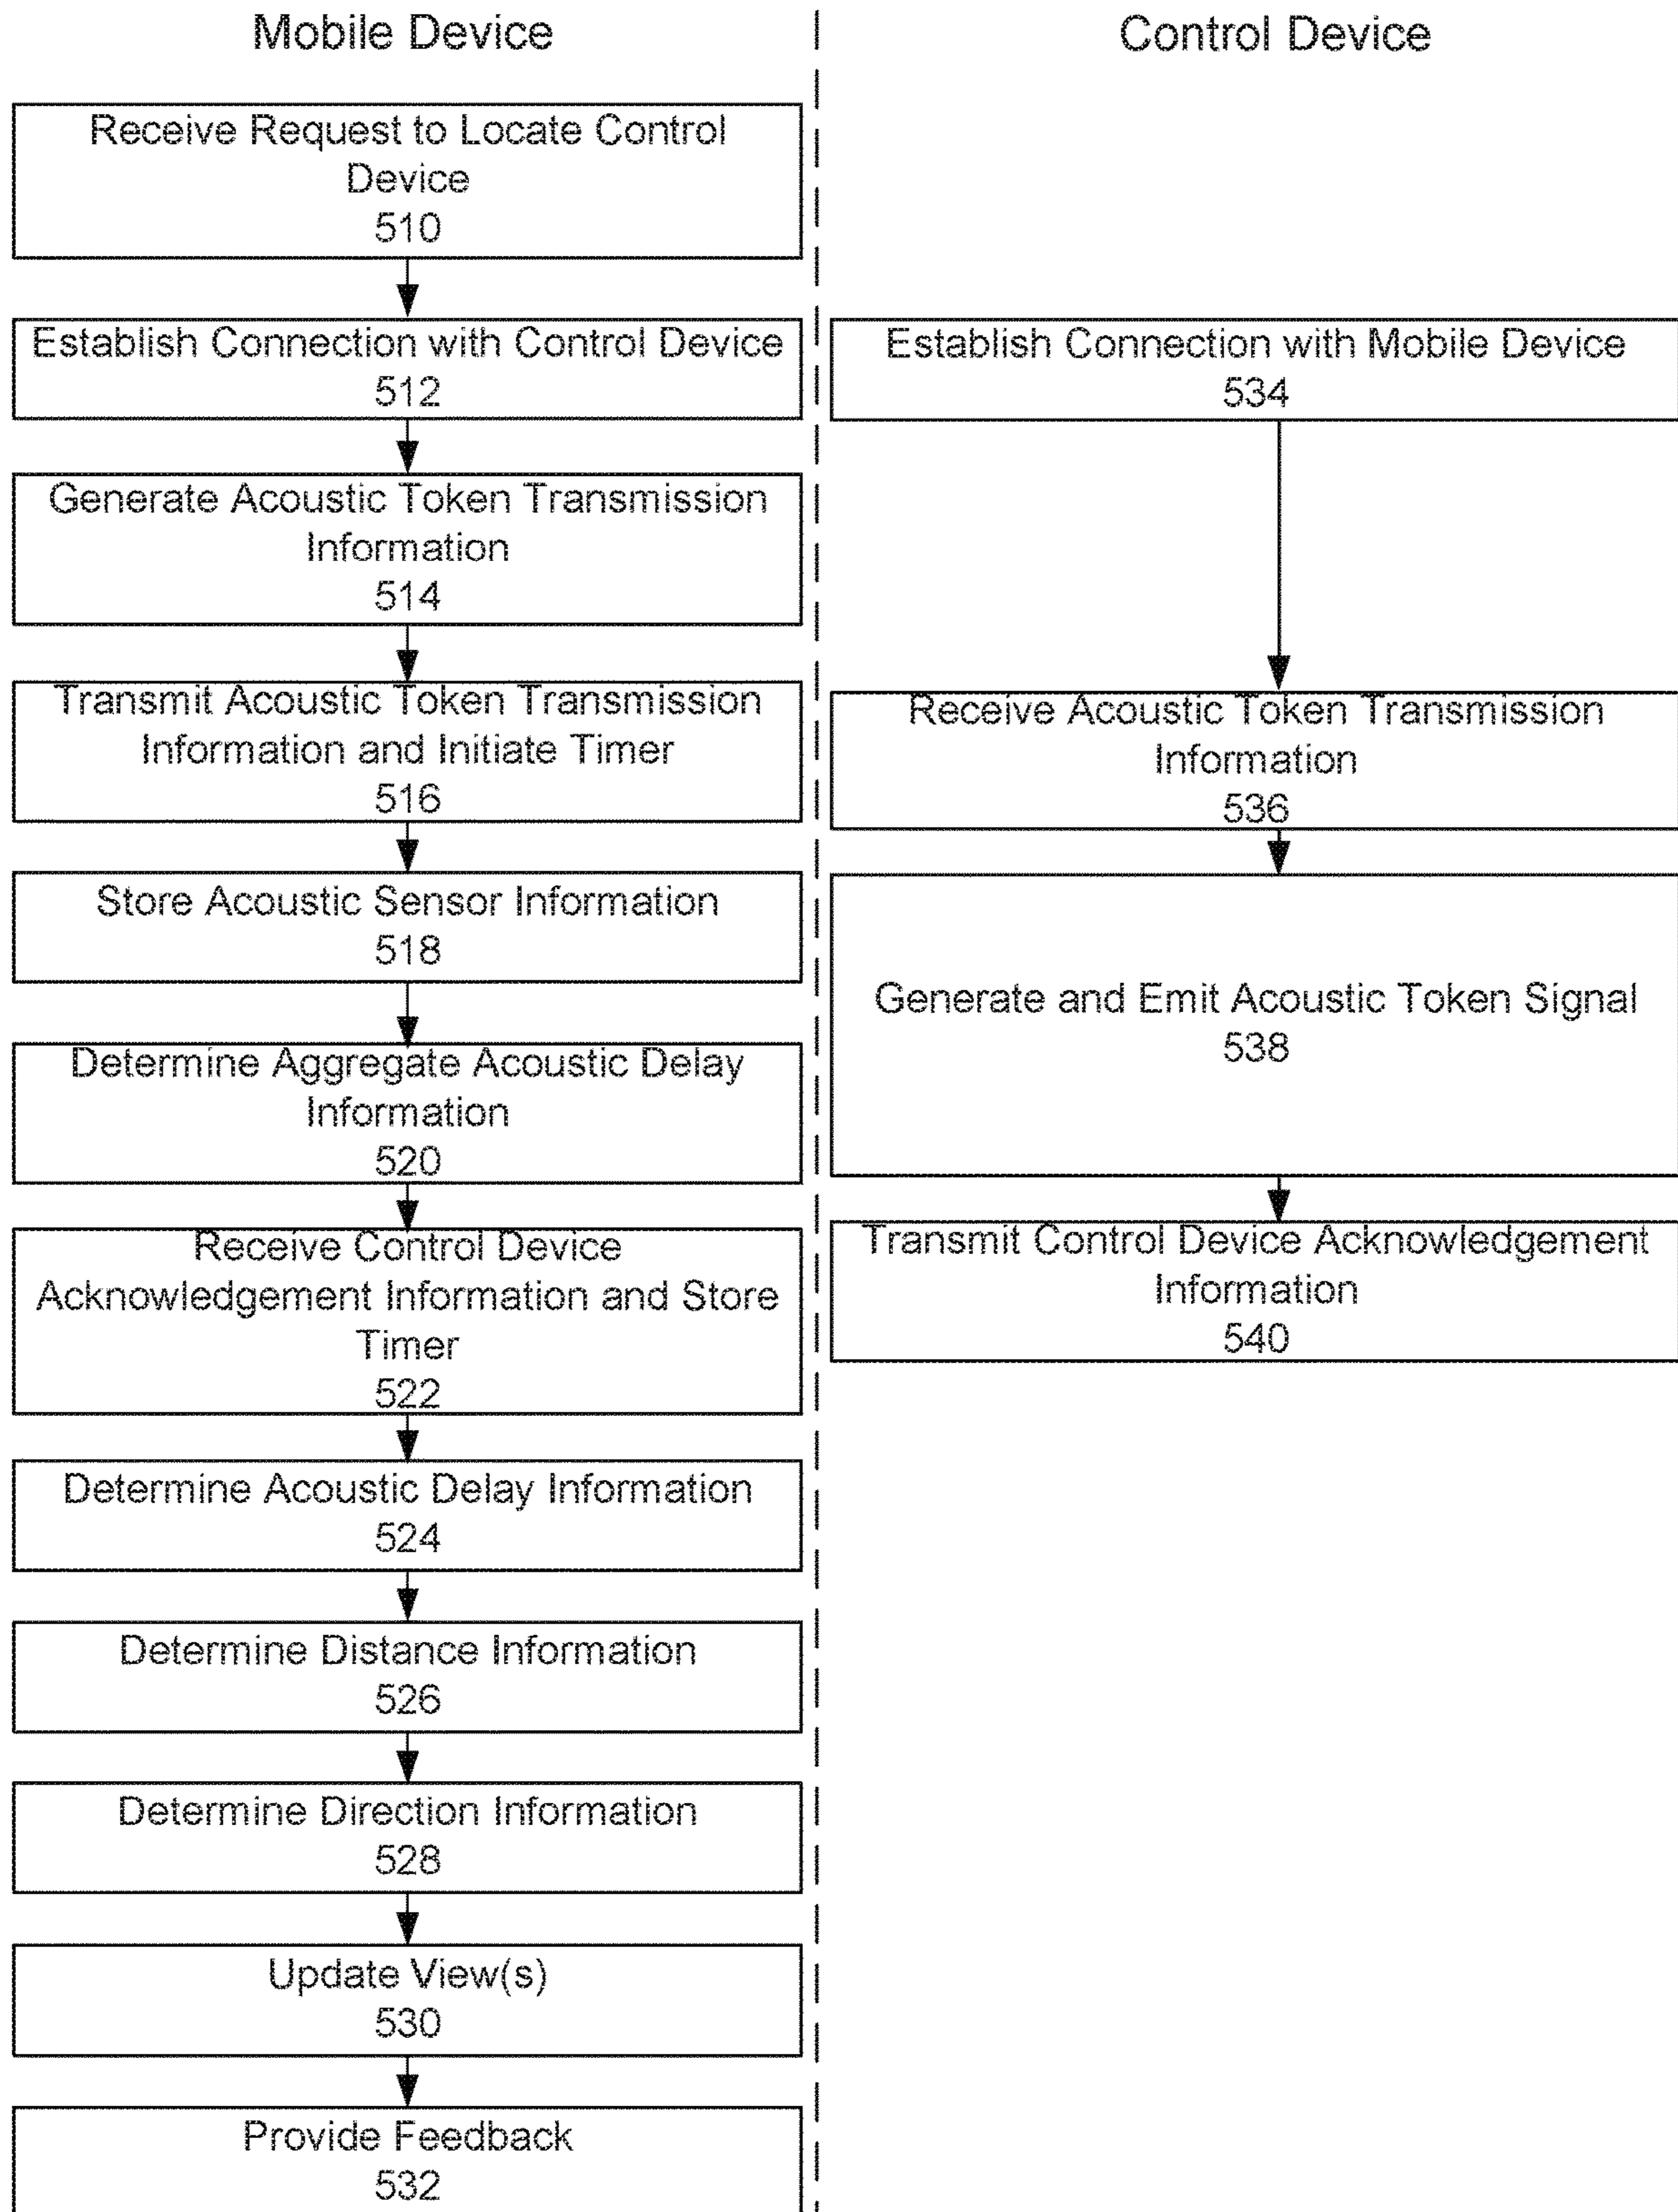 Mobile Device
Receive Request to Locate Control
Device
510
Establish Connection with Control Device
512
Generate Acoustic Token Transmission
Information
514
Transmit Acoustic Token Transmission
Information and Initiate Timer
516
Store Acoustic Sensor Information
518
Determine Aggregate Acoustic Delay
Information
520
Receive Control Device
Acknowledgement Information and Store
Timer
522
Determine Acoustic Delay Information
524
Determine Distance Information
526
Determine Direction Information
528
Update View(s)
530
Provide Feedback
532
Control Device
Establish Connection with Mobile Device
534
Receive Acoustic Token Transmission
Information
536
Generate and Emit Acoustic Token Signal
538
Transmit Control Device Acknowledgement
Information
540